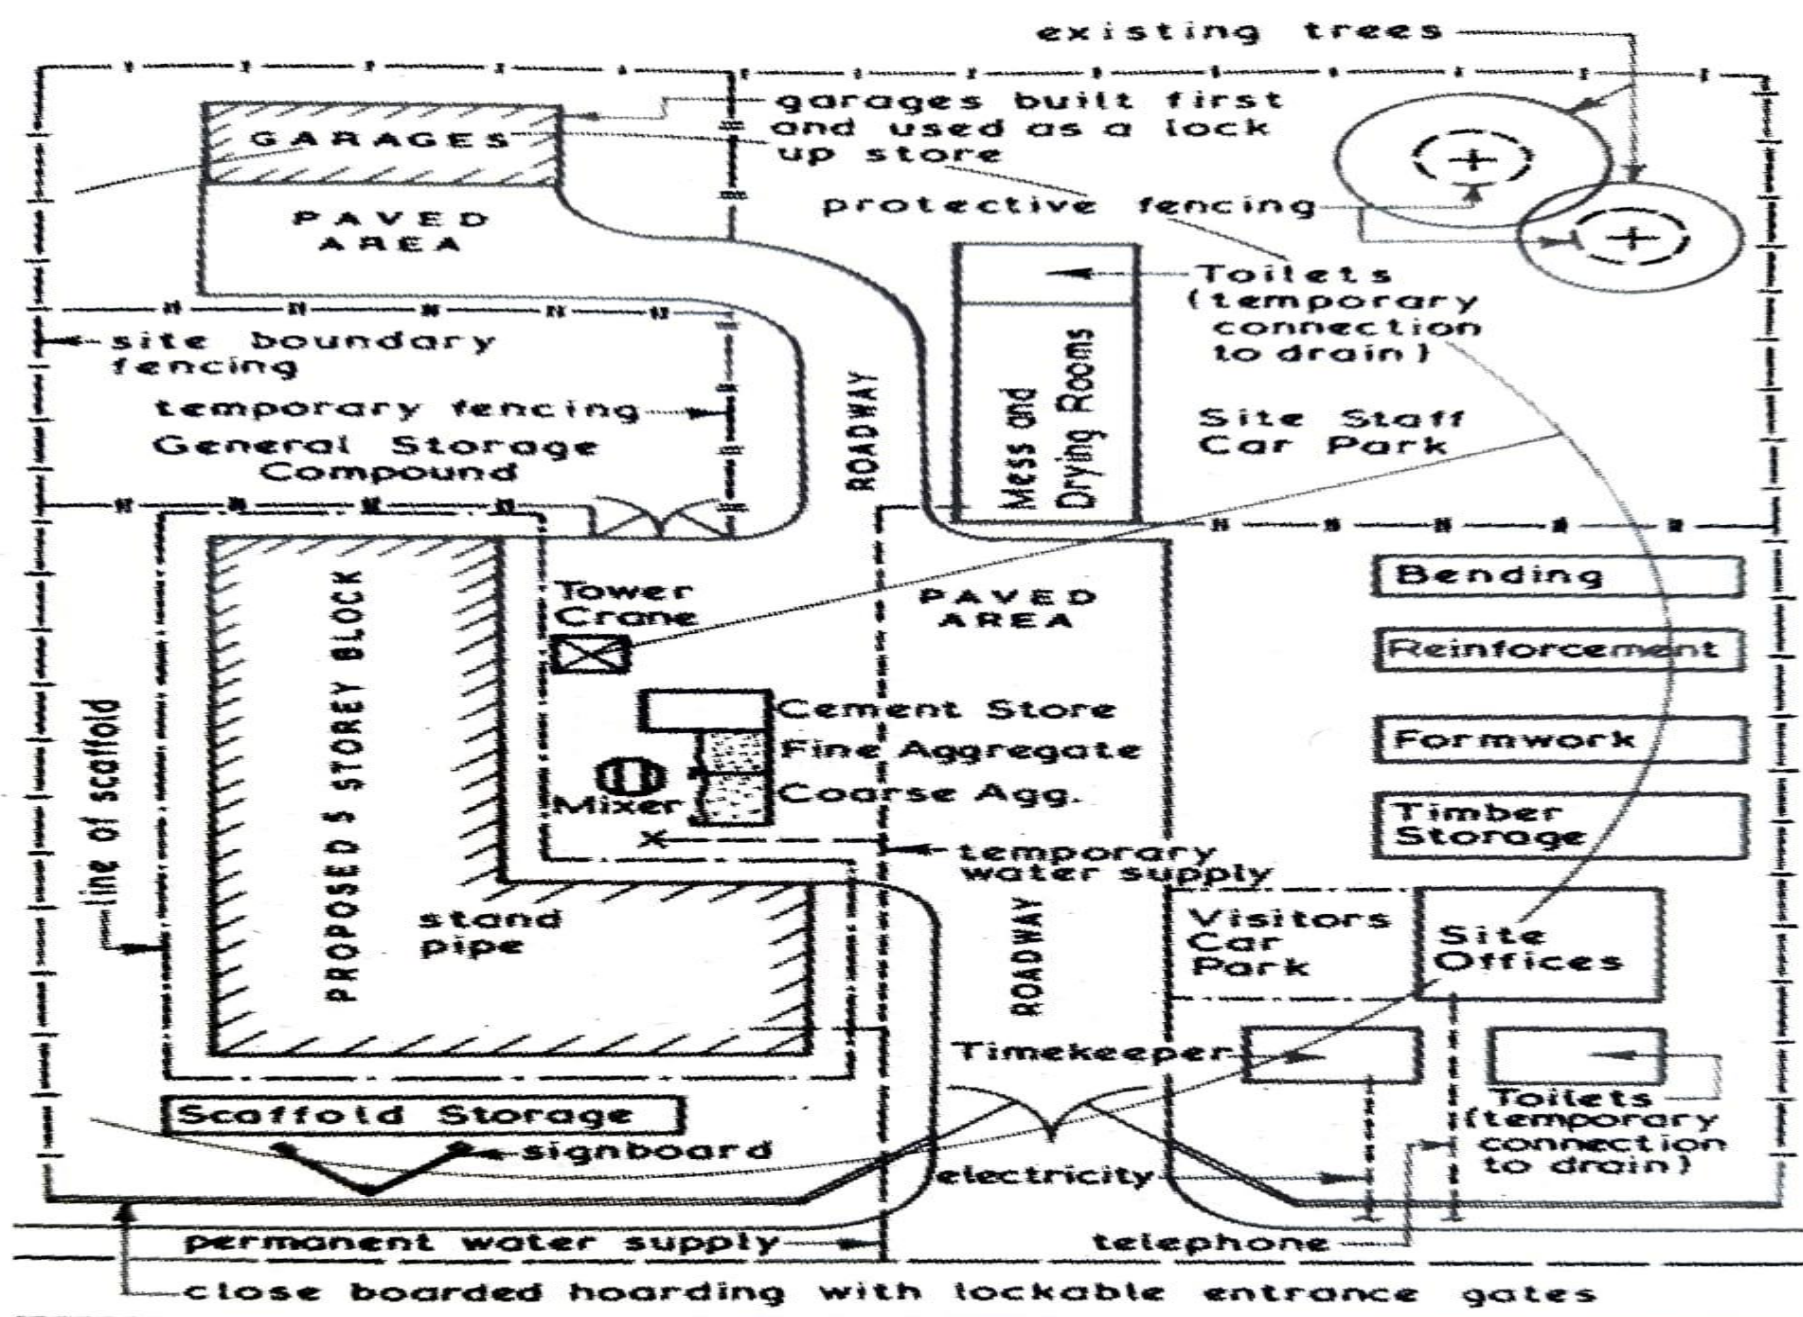 existing trees
garages built first
and used as a lock
up store
GARAGES
protective fencing
PAVED
AREA
Toilets
(temporary
connection
to drain)
site boundary
fencing
temporary fencing
General Storage
Compound
ROADWAY
Mess and
Drying Rooms
Site Staff
Car Park
Tower
Crane
PAVED
AREA
Bending
Reinforcement
Formwork
Timber
Storage
Cement Store
Fine Aggregate
Coarse Agg.
Mixer
temporary
water supply
line of scaffold
PROPOSED 5 STOREY BLOCK
stand
pipe
ROADWAY
Visitors
Car
Park
Site
Offices
Timekeeper
Toilets
(temporary
connection
to drain)
Scaffold Storage
signboard
electricity
permanent water supply
telephone
close boarded hoarding with lockable entrance gates